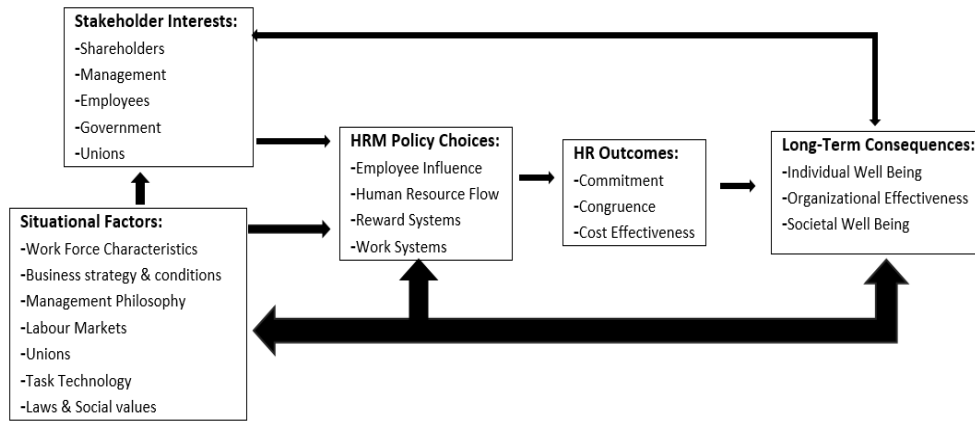 Stakeholder Interests:
-Shareholders
-Management
-Employees
-Government
-Unions
Situational Factors:
-Work Force Characteristics
-Business strategy & conditions
-Management Philosophy
-Labour Markets
-Unions
-Task Technology
-Laws & Social values
HRM Policy Choices:
-Employee Influence
-Human Resource Flow
-Reward Systems
-Work Systems
HR Outcomes:
-Commitment
-Congruence
-Cost Effectiveness
Long-Term Consequences:
-Individual Well Being
-Organizational Effectiveness
-Societal Well Being